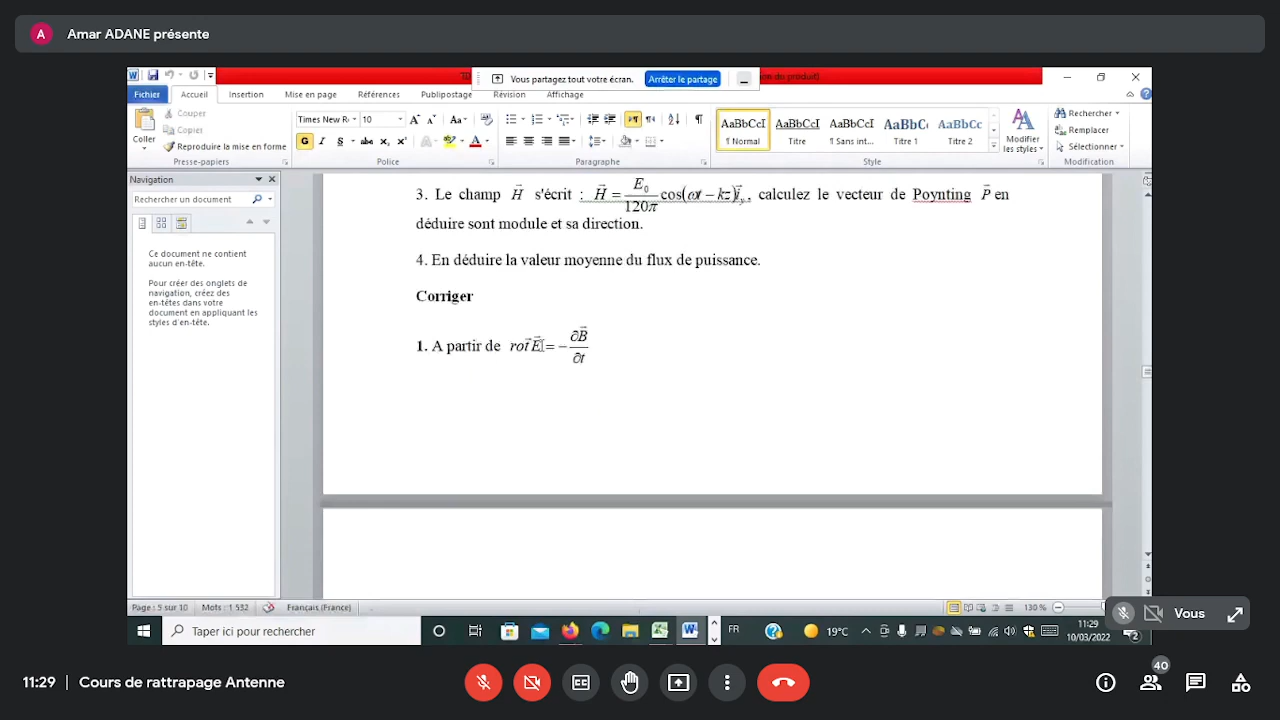 A Amar ADANE présente
Vous partagez tout votre écran. Arrêter le partage
Fichier Accueil Insertion Mise en page Références Publipostage Révision Affichage
Coller
Couper
Copier
Reproduire la mise en forme
Presse-papiers
Times New R 10
G I S abc x₂ x² A
Police
Paragraphe
AaBbCcI AaBbCcI AaBbCcI AaBbC AaBbCc
¶ Normal Titre ¶ Sans int... Titre 1 Titre 2
Modifier les styles
Style
Rechercher
Remplacer
Sélectionner
Modification
Navigation
Rechercher un document
Ce document ne contient
aucun en-tête.
Pour créer des onglets de
navigation, créez des
en-têtes dans votre
document en appliquant les
styles d'en-tête.
3. Le champ H⃗ s'écrit : H⃗ = E₀/120π cos(ωt − kz)i⃗ᵧ, calculez le vecteur de Poynting P⃗ en
déduire sont module et sa direction.
4. En déduire la valeur moyenne du flux de puissance.
Corriger
1. A partir de rot⃗ E⃗ = − ∂B⃗/∂t
Page : 5 sur 10 Mots : 1 532 Français (France) 130 %
Taper ici pour rechercher
FR 19°C 11:29
10/03/2022
2
Vous
11:29 | Cours de rattrapage Antenne
40